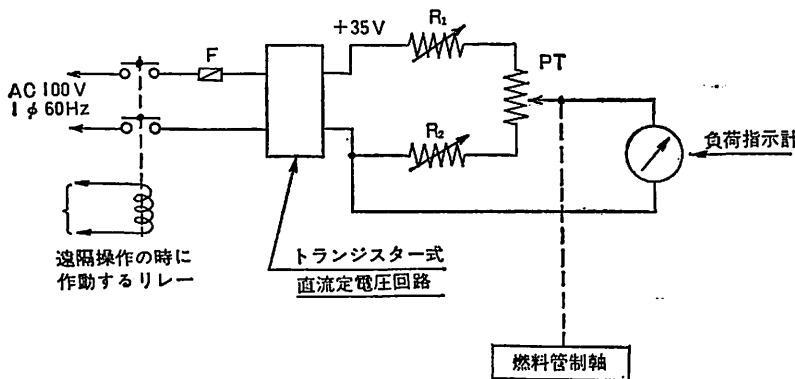 +35V
R₁
F
PT
AC 100V
1φ 60Hz
R₂
負荷指示計
遠隔操作の時に
作動するリレー
トランジスター式
直流定電圧回路
燃料管制軸